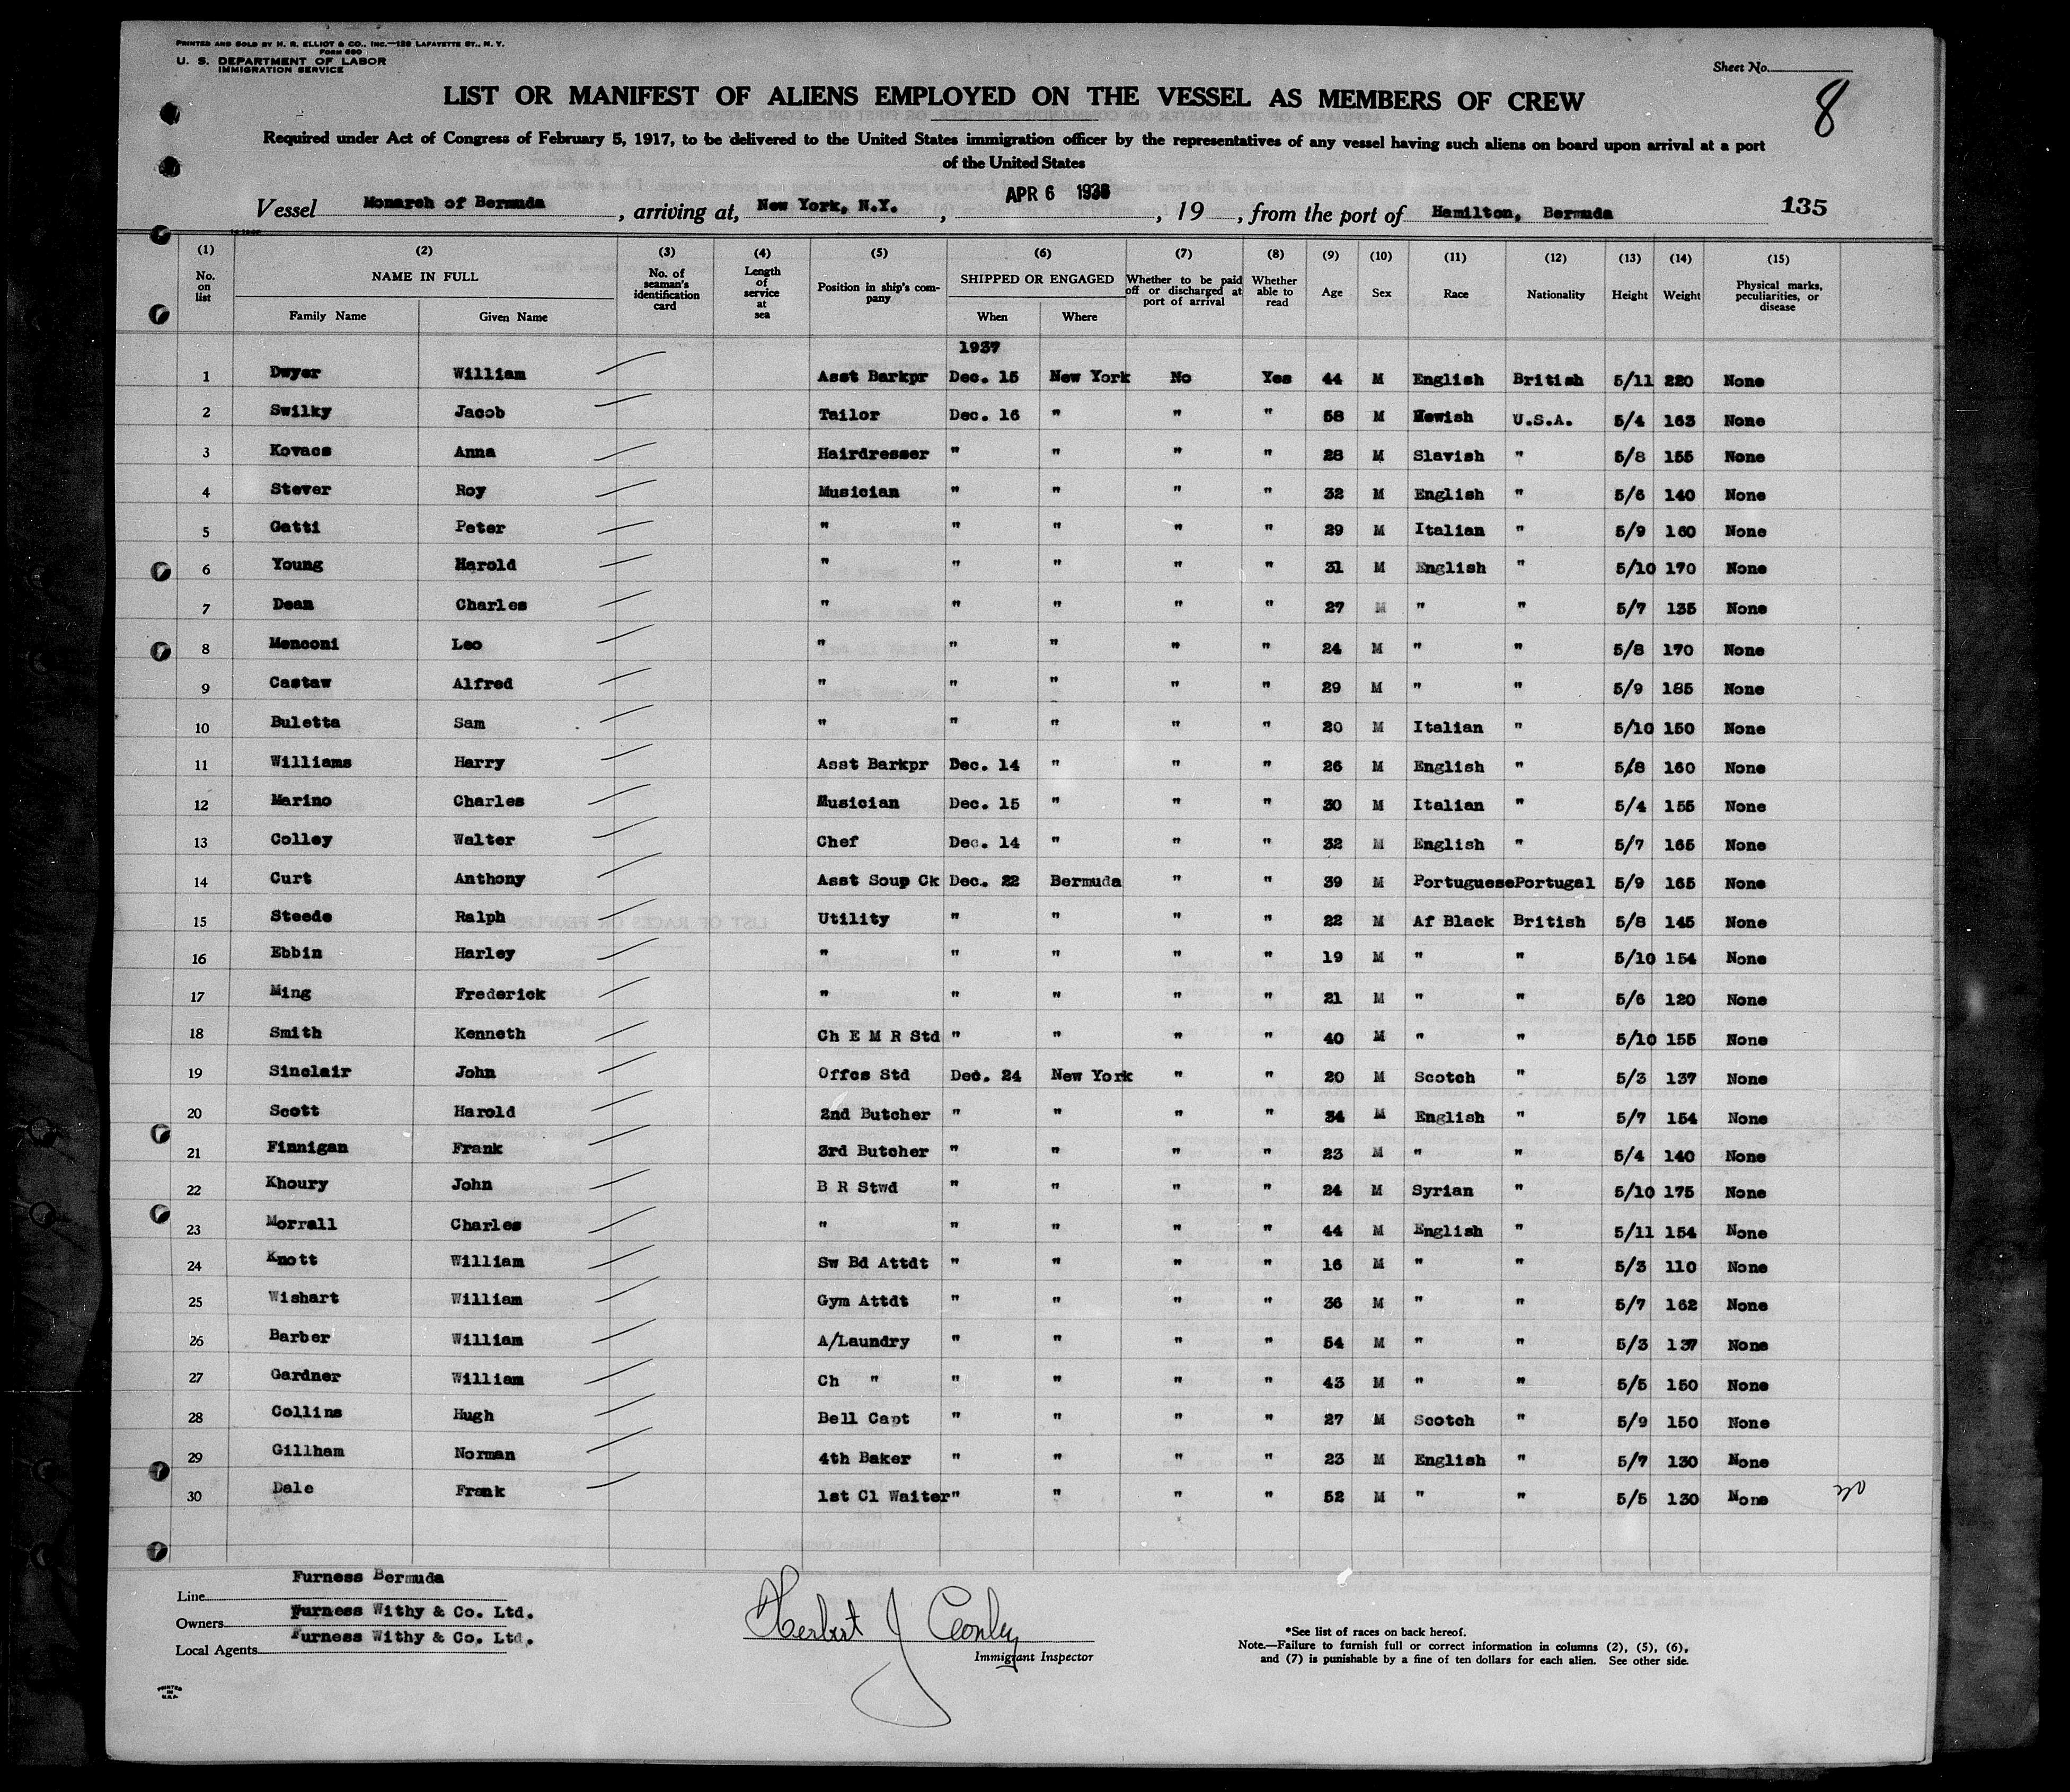 PRINTED AND SOLD BY H. R. ELLIOT & CO., INC.—129 LAFAYETTE ST., N. Y.
FORM 680
U. S. DEPARTMENT OF LABOR
IMMIGRATION SERVICE
Sheet No.
8
LIST OR MANIFEST OF ALIENS EMPLOYED ON THE VESSEL AS MEMBERS OF CREW
Required under Act of Congress of February 5, 1917, to be delivered to the United States immigration officer by the representatives of any vessel having such aliens on board upon arrival at a port
of the United States
Vessel Monarch of Bermuda, arriving at, New York, N.Y., APR 6 1938, 19, from the port of Hamilton, Bermuda 135
(1) (2) (3) (4) (5) (6) (7) (8) (9) (10) (11) (12) (13) (14) (15)
No. on list NAME IN FULL Family Name Given Name No. of seaman's identification card Length of service at sea Position in ship's company SHIPPED OR ENGAGED When Where Whether to be paid off or discharged at port of arrival Whether able to read Age Sex Race Nationality Height Weight Physical marks, peculiarities, or disease
1937
1 Dwyer William Asst Barkpr Dec. 15 New York No Yes 44 M English British 5/11 220 None
2 Swilky Jacob Tailor Dec. 16 " " " 58 M Hewish U.S.A. 5/4 163 None
3 Kovacs Anna Hairdresser " " " " 28 M Slavish " 5/8 155 None
4 Stever Roy Musician " " " " 32 M English " 5/6 140 None
5 Gatti Peter " " " " " 29 M Italian " 5/9 160 None
6 Young Harold " " " " " 31 M English " 5/10 170 None
7 Dean Charles " " " " " 27 M " " 5/7 135 None
8 Menconi Leo " " " " " 24 M " " 5/8 170 None
9 Castaw Alfred " " " " " 29 M " " 5/9 185 None
10 Buletta Sam " " " " " 20 M Italian " 5/10 150 None
11 Williams Harry Asst Barkpr Dec. 14 " " " 26 M English " 5/8 160 None
12 Marino Charles Musician Dec. 15 " " " 30 M Italian " 5/4 155 None
13 Colley Walter Chef Dec. 14 " " " 32 M English " 5/7 165 None
14 Curt Anthony Asst Soup Ck Dec. 22 Bermuda " " 39 M Portuguese Portugal 5/9 165 None
15 Steede Ralph Utility " " " " 22 M Af Black British 5/8 145 None
16 Ebbin Harley " " " " " 19 M " " 5/10 154 None
17 Ming Frederick " " " " " 21 M " " 5/6 120 None
18 Smith Kenneth Ch E M R Std " " " " 40 M " " 5/10 155 None
19 Sinclair John Offcs Std Dec. 24 New York " " 20 M Scotch " 5/3 137 None
20 Scott Harold 2nd Butcher " " " " 34 M English " 5/7 154 None
21 Finnigan Frank 3rd Butcher " " " " 23 M " " 5/4 140 None
22 Khoury John B R Stwd " " " " 24 M Syrian " 5/10 175 None
23 Morrall Charles " " " " " 44 M English " 5/11 154 None
24 Knott William Sw Bd Attdt " " " " 16 M " " 5/3 110 None
25 Wishart William Gym Attdt " " " " 36 M " " 5/7 162 None
26 Barber William A/Laundry " " " " 54 M " " 5/3 137 None
27 Gardner William Ch " " " " " 43 M " " 5/5 150 None
28 Collins Hugh Bell Capt " " " " 27 M Scotch " 5/9 150 None
29 Gillham Norman 4th Baker " " " " 23 M English " 5/7 130 None
30 Dale Frank 1st Cl Waiter " " " " 52 M " " 5/5 130 None
Line Furness Bermuda
Owners Furness Withy & Co. Ltd.
Local Agents Furness Withy & Co. Ltd.
Herbert J Conley
Immigrant Inspector
*See list of races on back hereof.
Note.—Failure to furnish full or correct information in columns (2), (5), (6),
and (7) is punishable by a fine of ten dollars for each alien. See other side.
PRINTED
IN
U.S.A.